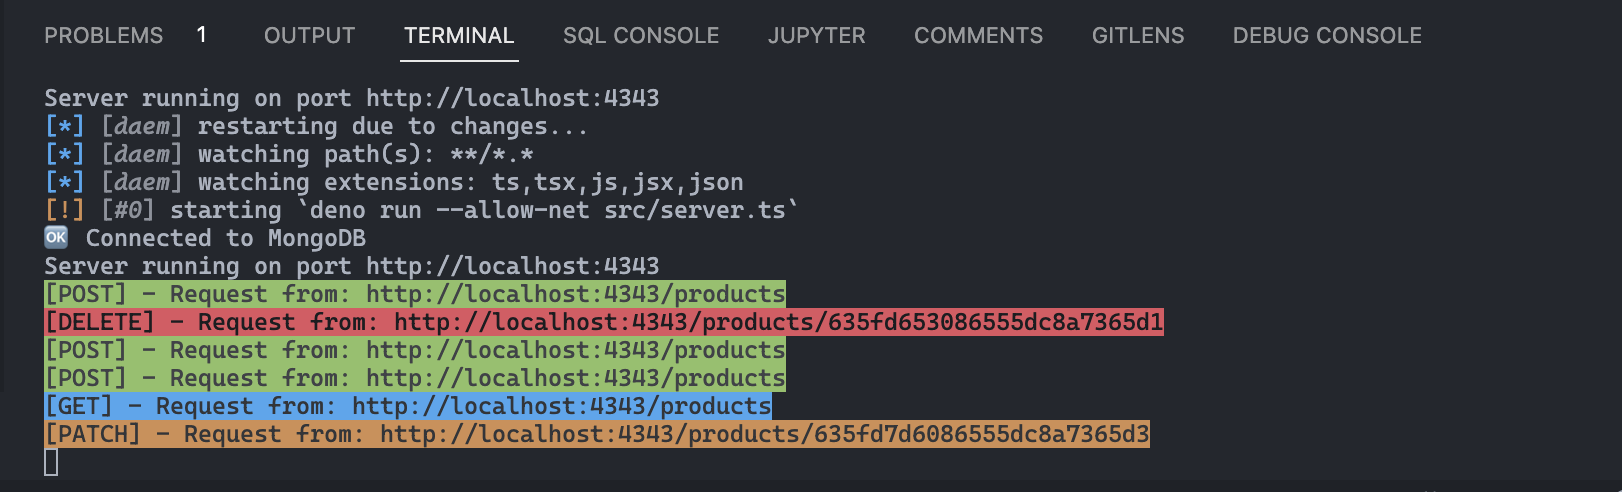 PROBLEMS 1 OUTPUT TERMINAL SQL CONSOLE JUPYTER COMMENTS GITLENS DEBUG CONSOLE
Server running on port http://localhost:4343
[*] [daem] restarting due to changes...
[*] [daem] watching path(s): **/*.*
[*] [daem] watching extensions: ts,tsx,js,jsx,json
[!] [#0] starting `deno run --allow-net src/server.ts`
🆗 Connected to MongoDB
Server running on port http://localhost:4343
[POST] - Request from: http://localhost:4343/products
[DELETE] - Request from: http://localhost:4343/products/635fd653086555dc8a7365d1
[POST] - Request from: http://localhost:4343/products
[POST] - Request from: http://localhost:4343/products
[GET] - Request from: http://localhost:4343/products
[PATCH] - Request from: http://localhost:4343/products/635fd7d6086555dc8a7365d3